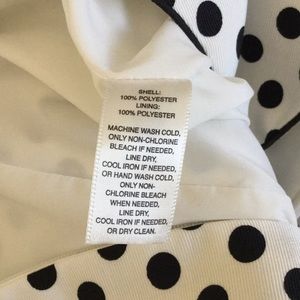 SHELL:
100% POLYESTER
LINING:
100% POLYESTER
MACHINE WASH COLD,
ONLY NON-CHLORINE
BLEACH IF NEEDED,
LINE DRY,
COOL IRON IF NEEDED,
OR HAND WASH COLD,
ONLY NON-
CHLORINE BLEACH
WHEN NEEDED,
LINE DRY,
COOL IRON IF NEEDED,
OR DRY CLEAN.